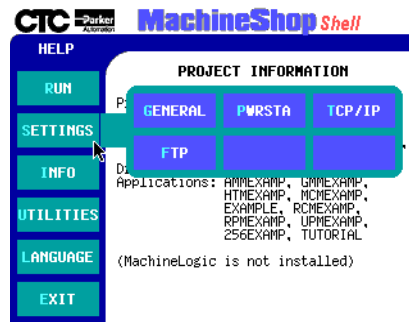 CTC Parker Automation MachineShop Shell
HELP
PROJECT INFORMATION
RUN
GENERAL PWRSTA TCP/IP
SETTINGS
FTP
INFO
Applications: AMMEXAMP, GMMEXAMP,
HTMEXAMP, MCMEXAMP,
EXAMPLE, RCMEXAMP,
UTILITIES
RPMEXAMP, UPMEXAMP,
256EXAMP, TUTORIAL
LANGUAGE
(MachineLogic is not installed)
EXIT